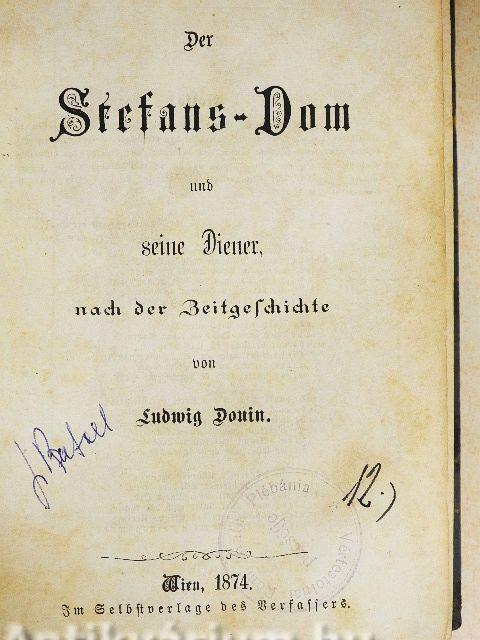 Der
Stefans-Dom
und
seine Diener,
nach der Zeitgeschichte
von
Ludwig Donin.
12.)
Plébánia
Wien, 1874.
Im Selbstverlage des Verfassers.